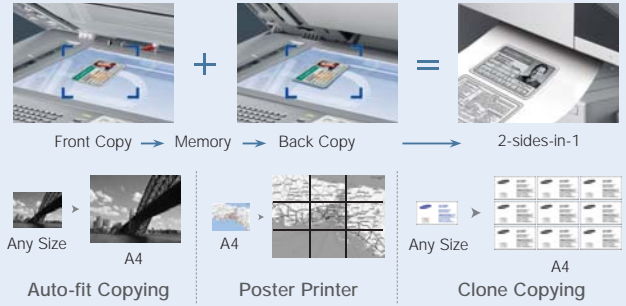 Front Copy
Memory
Back Copy
2-sides-in-1
Any Size
A4
A4
Any Size
A4
Auto-fit Copying
Poster Printer
Clone Copying